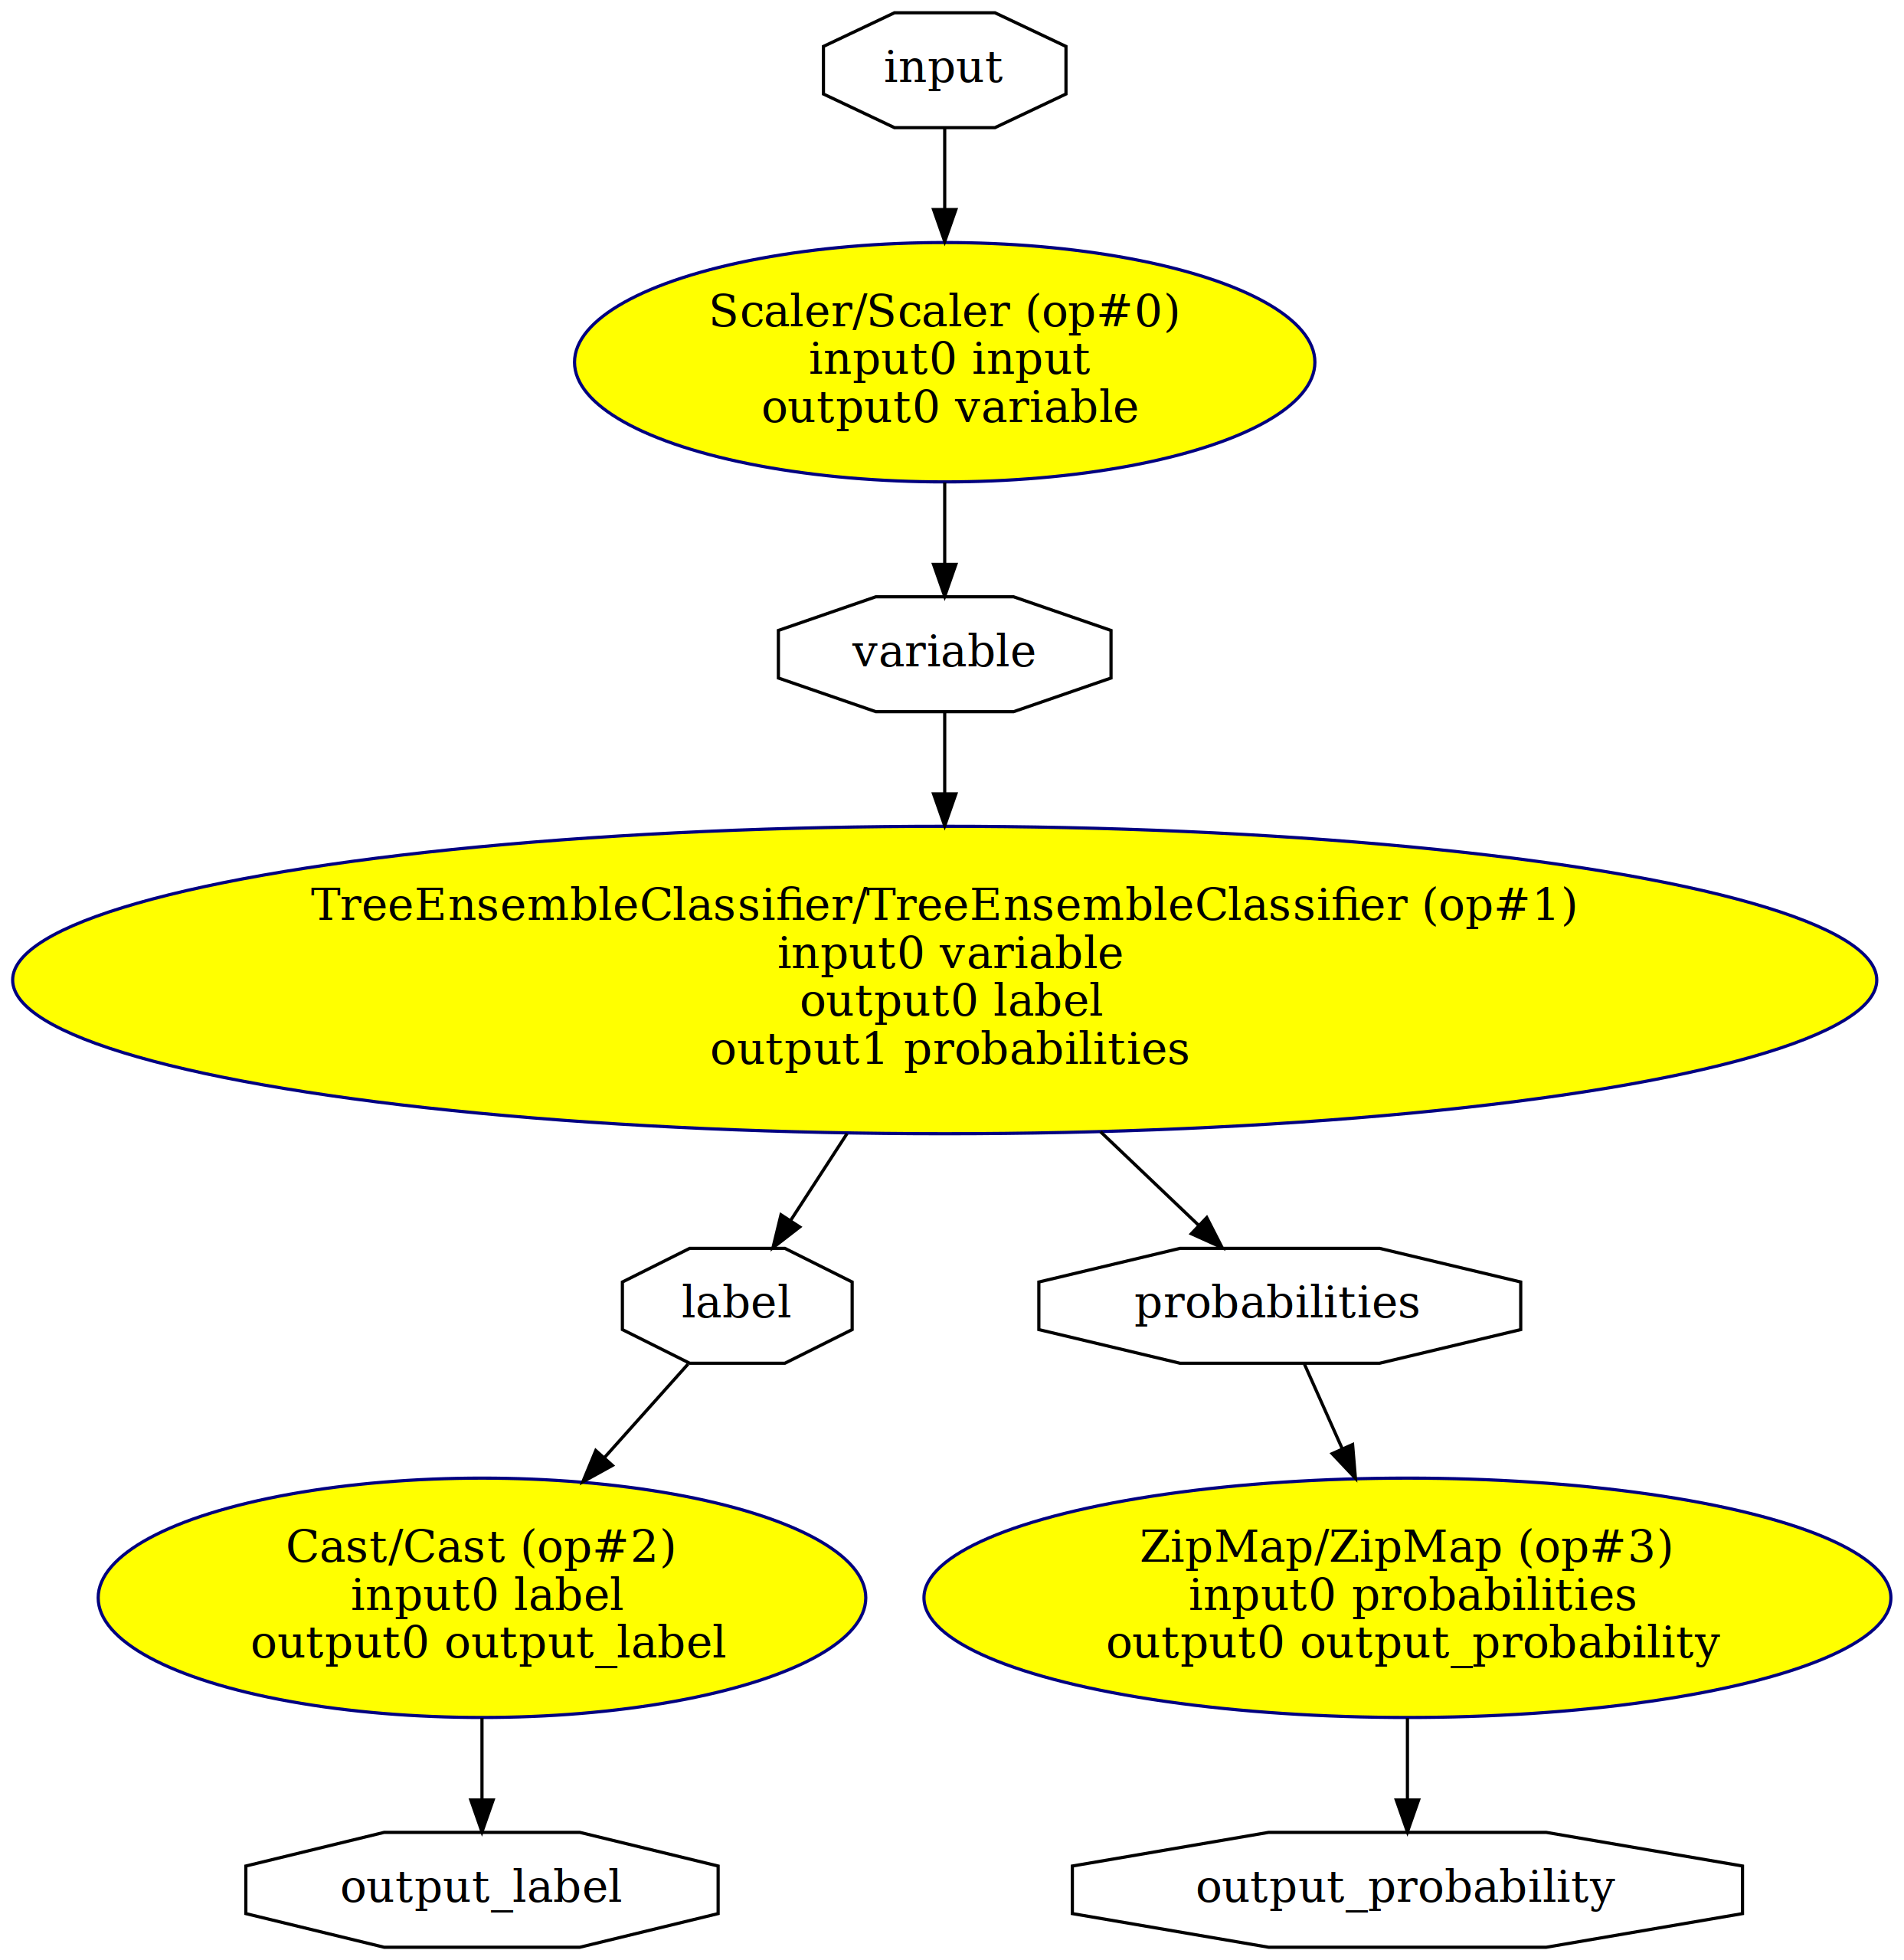 input
Scaler/Scaler (op#0)
input0 input
output0 variable
variable
TreeEnsembleClassifier/TreeEnsembleClassifier (op#1)
input0 variable
output0 label
output1 probabilities
label
probabilities
Cast/Cast (op#2)
input0 label
output0 output_label
ZipMap/ZipMap (op#3)
input0 probabilities
output0 output_probability
output_label
output_probability